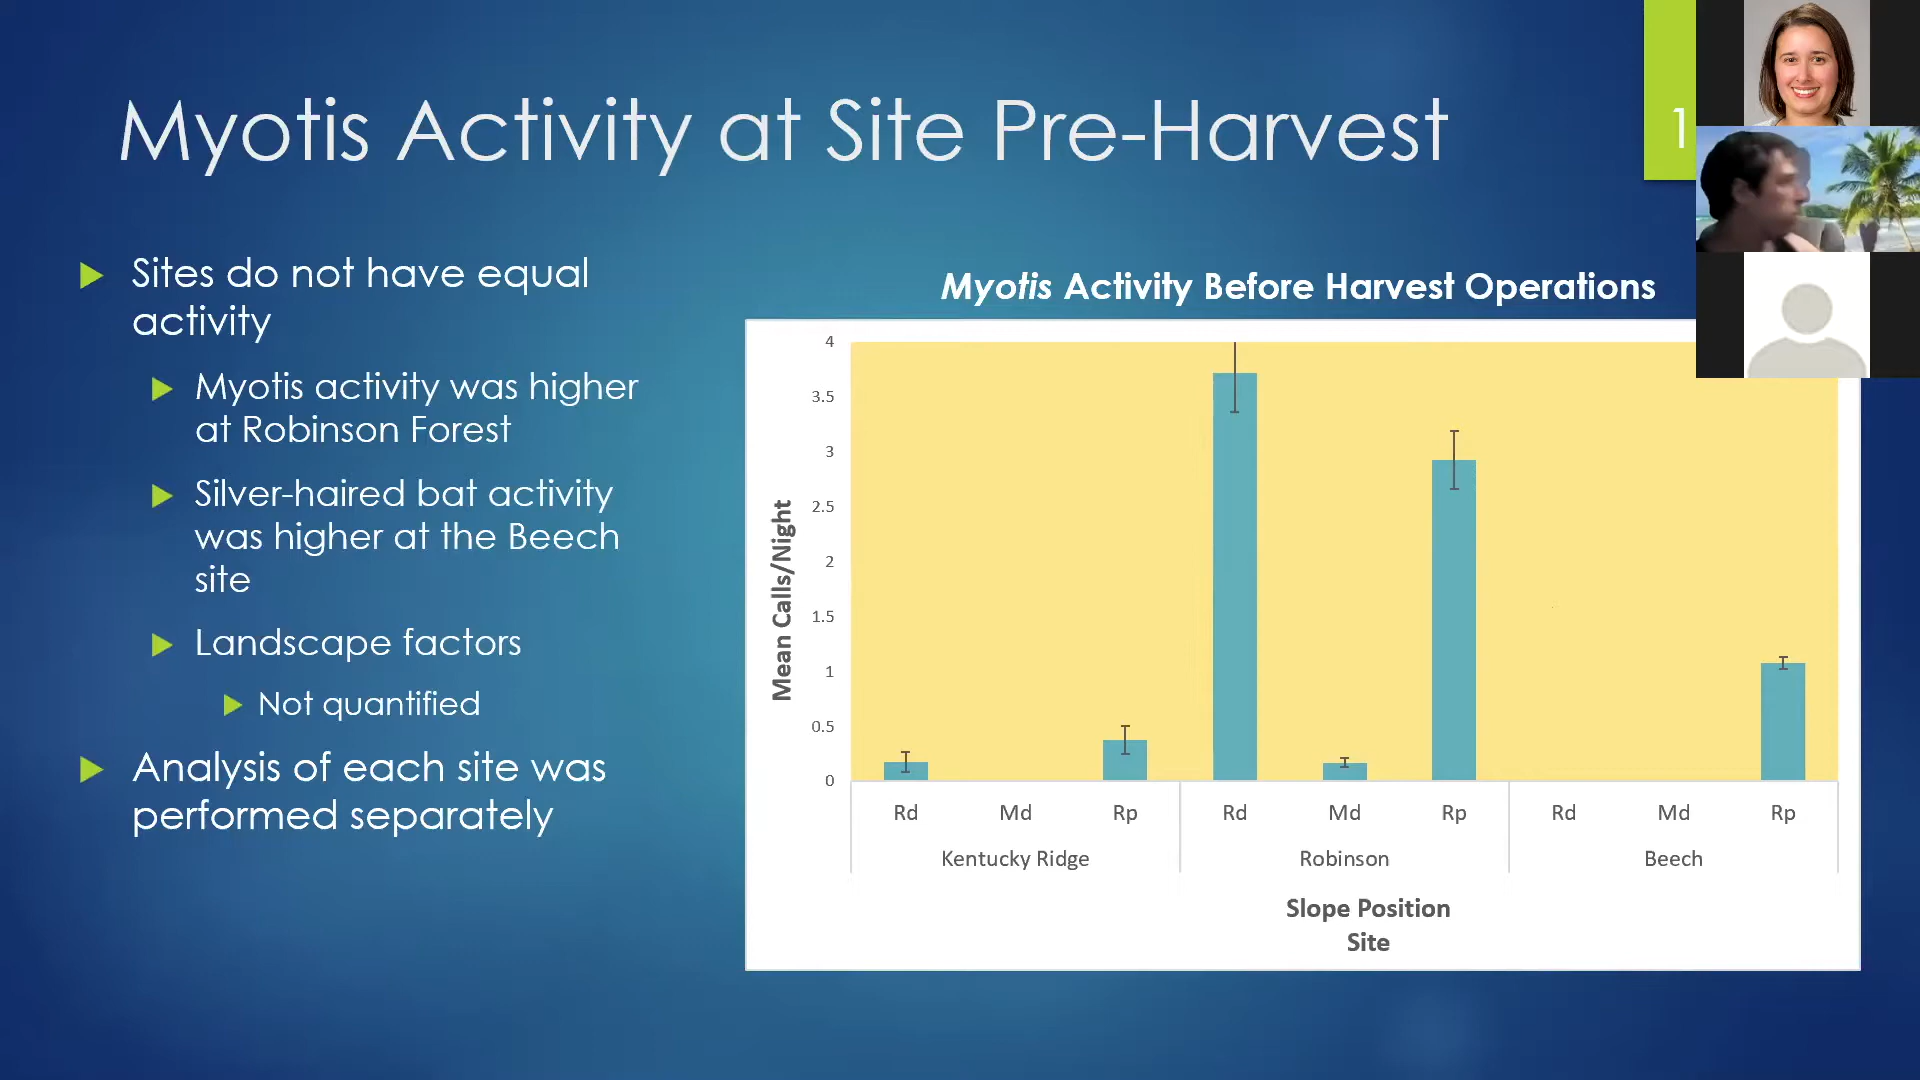 Myotis Activity at Site Pre-Harvest
1
Sites do not have equal
activity
Myotis activity was higher
at Robinson Forest
Silver-haired bat activity
was higher at the Beech
site
Landscape factors
Not quantified
Analysis of each site was
performed separately
Myotis Activity Before Harvest Operations
Mean Calls/Night
4
3.5
3
2.5
2
1.5
1
0.5
0
Rd Md Rp Rd Md Rp Rd Md Rp
Kentucky Ridge Robinson Beech
Slope Position
Site